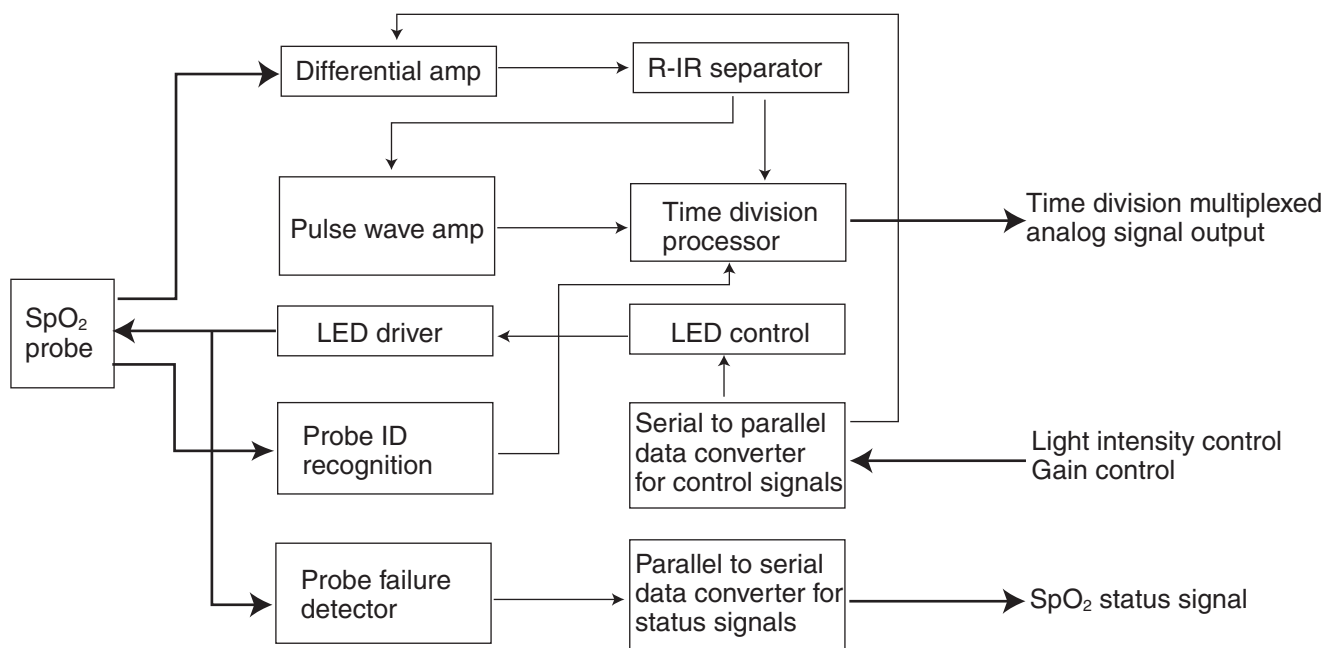 Differential amp
R-IR separator
Pulse wave amp
Time division
processor
Time division multiplexed
analog signal output
SpO₂
probe
LED driver
LED control
Probe ID
recognition
Serial to parallel
data converter
for control signals
Light intensity control
Gain control
Probe failure
detector
Parallel to serial
data converter for
status signals
SpO₂ status signal